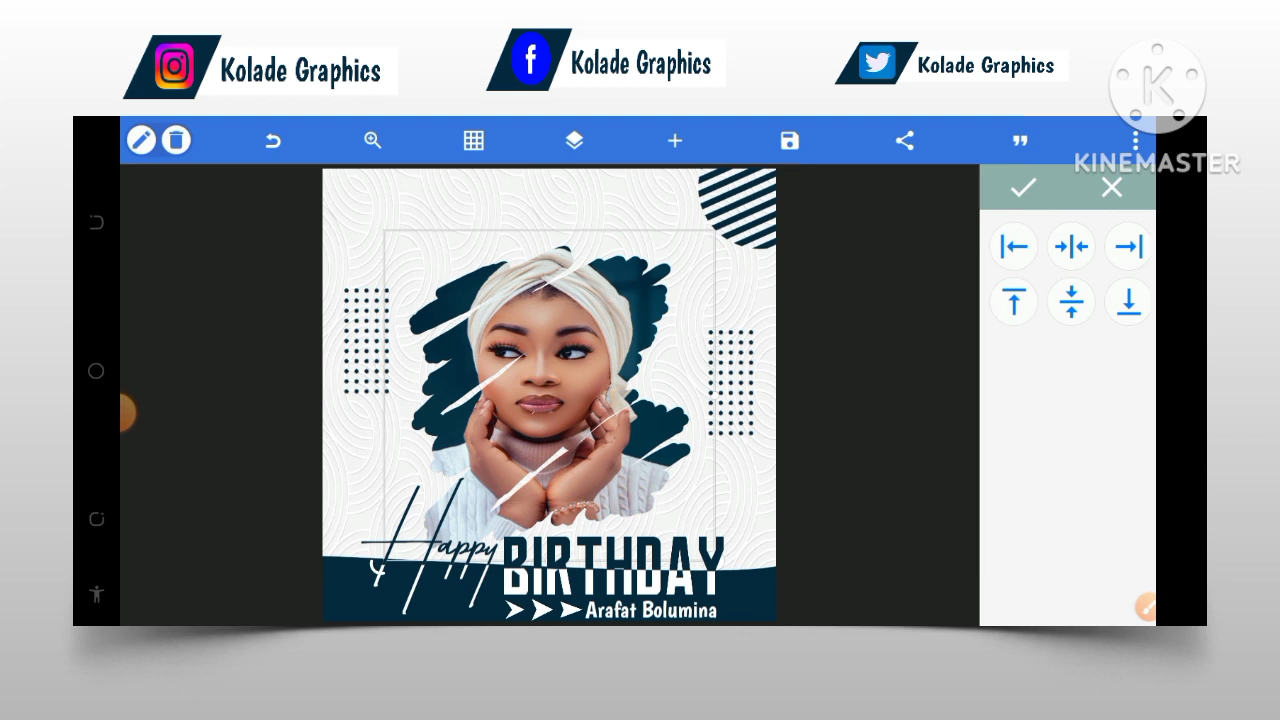 Kolade Graphics
Kolade Graphics
Kolade Graphics
K
KINEMASTER
Happy
BIRTHDAY
Arafat Bolumina